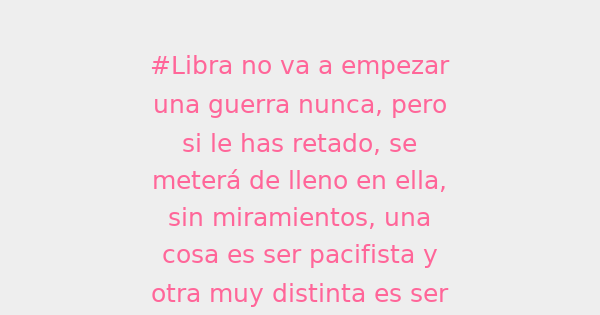 #Libra no va a empezar
una guerra nunca, pero
si le has retado, se
meterá de lleno en ella,
sin miramientos, una
cosa es ser pacifista y
otra muy distinta es ser